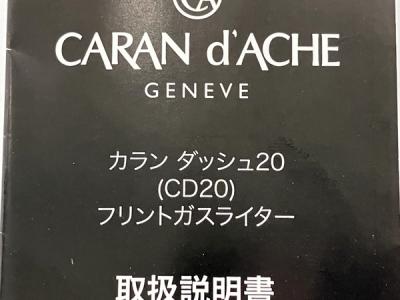 CARAN d'ACHE
GENEVE
カラン ダッシュ20
(CD20)
フリントガスライター
取扱説明書